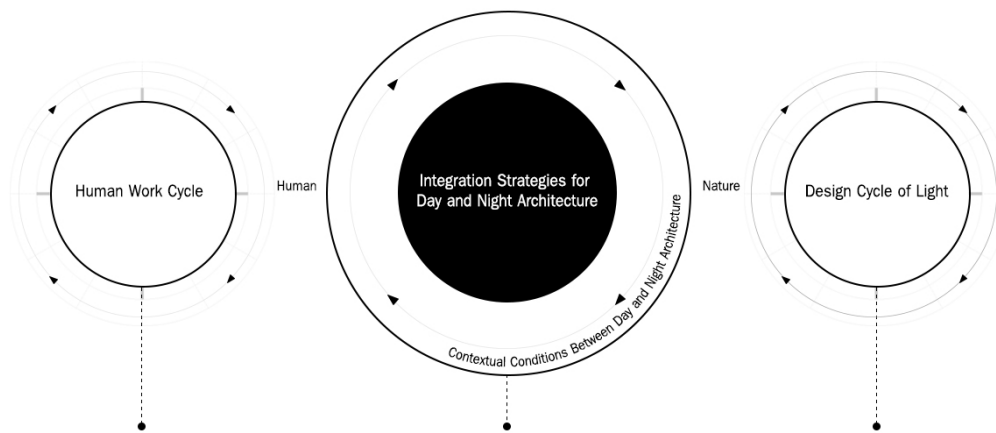 Human Work Cycle
Human
Integration Strategies for
Day and Night Architecture
Contextual Conditions Between Day and Night Architecture
Nature
Design Cycle of Light